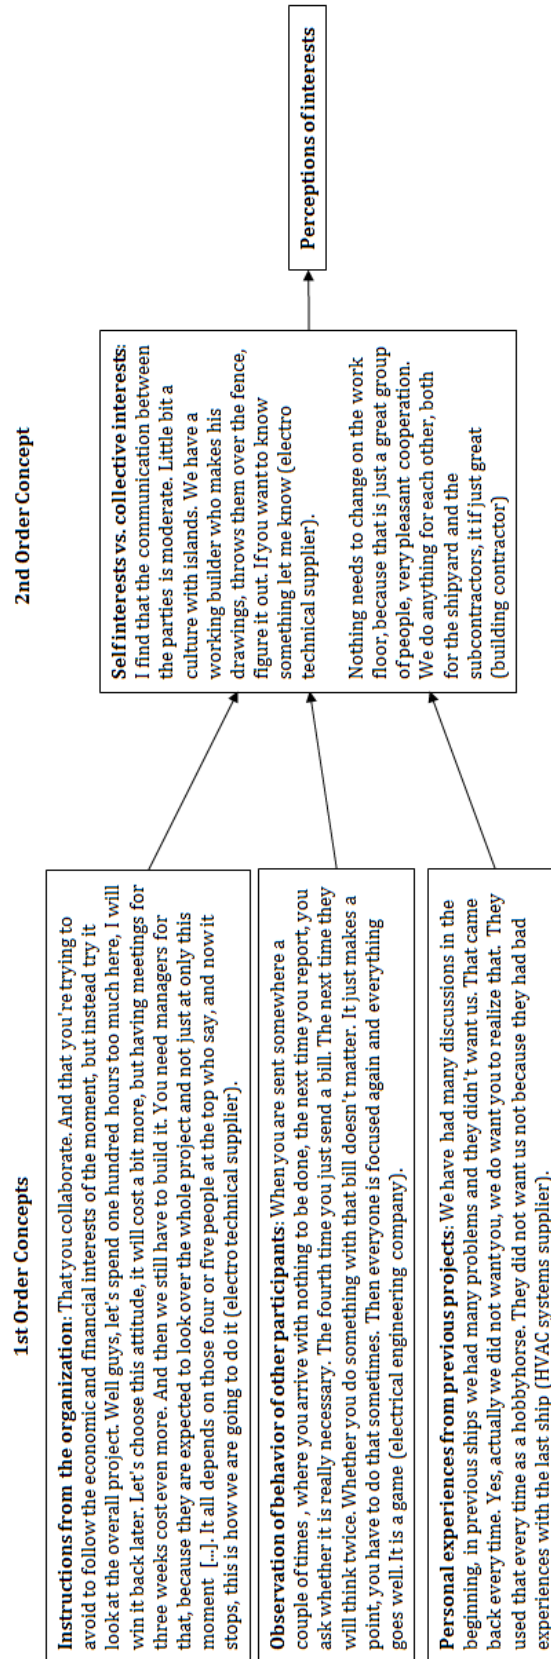 1st Order Concepts
Instructions from the organization: That you collaborate. And that you're trying to
avoid to follow the economic and financial interests of the moment, but instead try it
look at the overall project. Well guys, let's spend one hundred hours too much here, I will
win it back later. Let's choose this attitude, it will cost a bit more, but having meetings for
three weeks cost even more. And then we still have to build it. You need managers for
that, because they are expected to look over the whole project and not just at only this
moment [...]. It all depends on those four or five people at the top who say, and now it
stops, this is how we are going to do it (electro technical supplier).
Observation of behavior of other participants: When you are sent somewhere a
couple of times , where you arrive with nothing to be done, the next time you report, you
ask whether it is really necessary. The fourth time you just send a bill. The next time they
will think twice. Whether you do something with that bill doesn't matter. It just makes a
point, you have to do that sometimes. Then everyone is focused again and everything
goes well. It is a game (electrical engineering company).
Personal experiences from previous projects: We have had many discussions in the
beginning, in previous ships we had many problems and they didn't want us. That came
back every time. Yes, actually we did not want you, we do want you to realize that. They
used that every time as a hobbyhorse. They did not want us not because they had bad
experiences with the last ship (HVAC systems supplier).
2nd Order Concept
Self interests vs. collective interests:
I find that the communication between
the parties is moderate. Little bit a
culture with islands. We have a
working builder who makes his
drawings, throws them over the fence,
figure it out. If you want to know
something let me know (electro
technical supplier).
Nothing needs to change on the work
floor, because that is just a great group
of people, very pleasant cooperation.
We do anything for each other, both
for the shipyard and the
subcontractors, it if just great
(building contractor)
Perceptions of interests